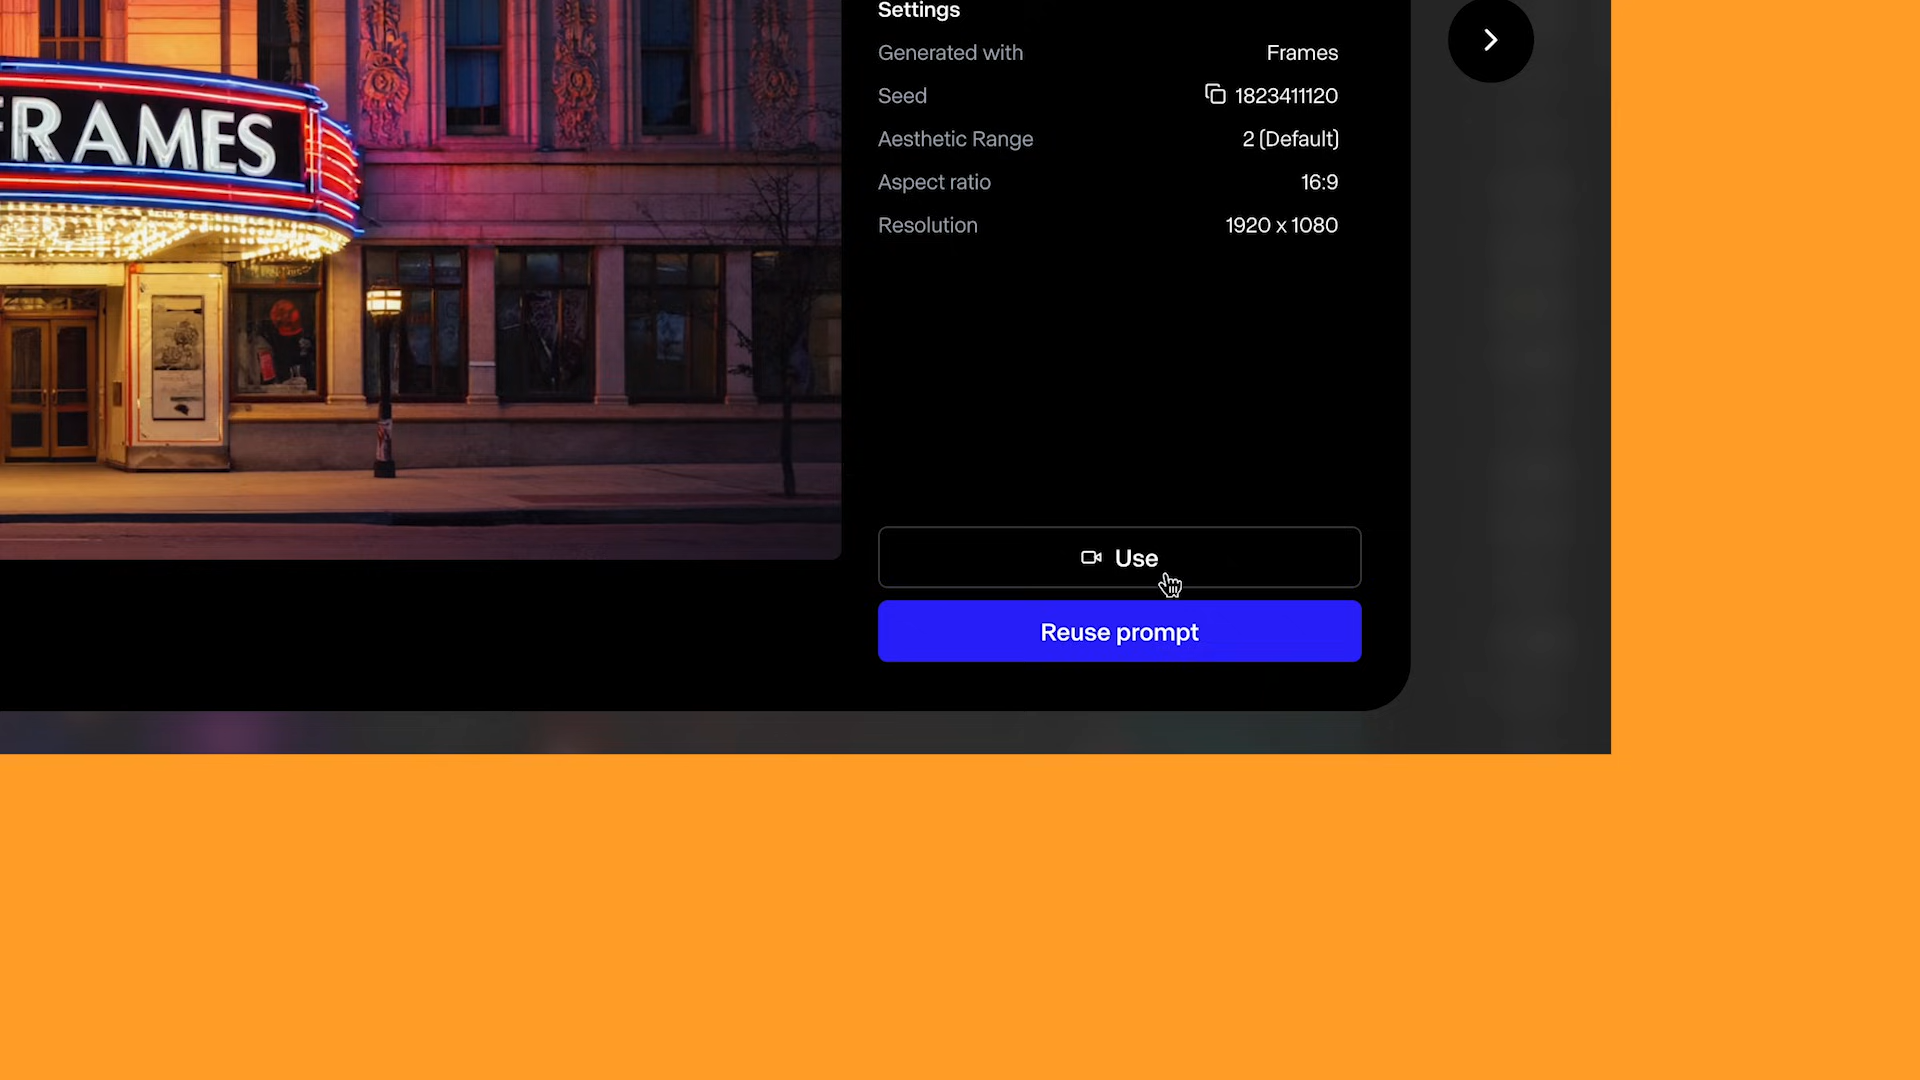 Settings
Generated with Frames
Seed 1823411120
Aesthetic Range 2 (Default)
Aspect ratio 16:9
Resolution 1920 x 1080
FRAMES
Use
Reuse prompt